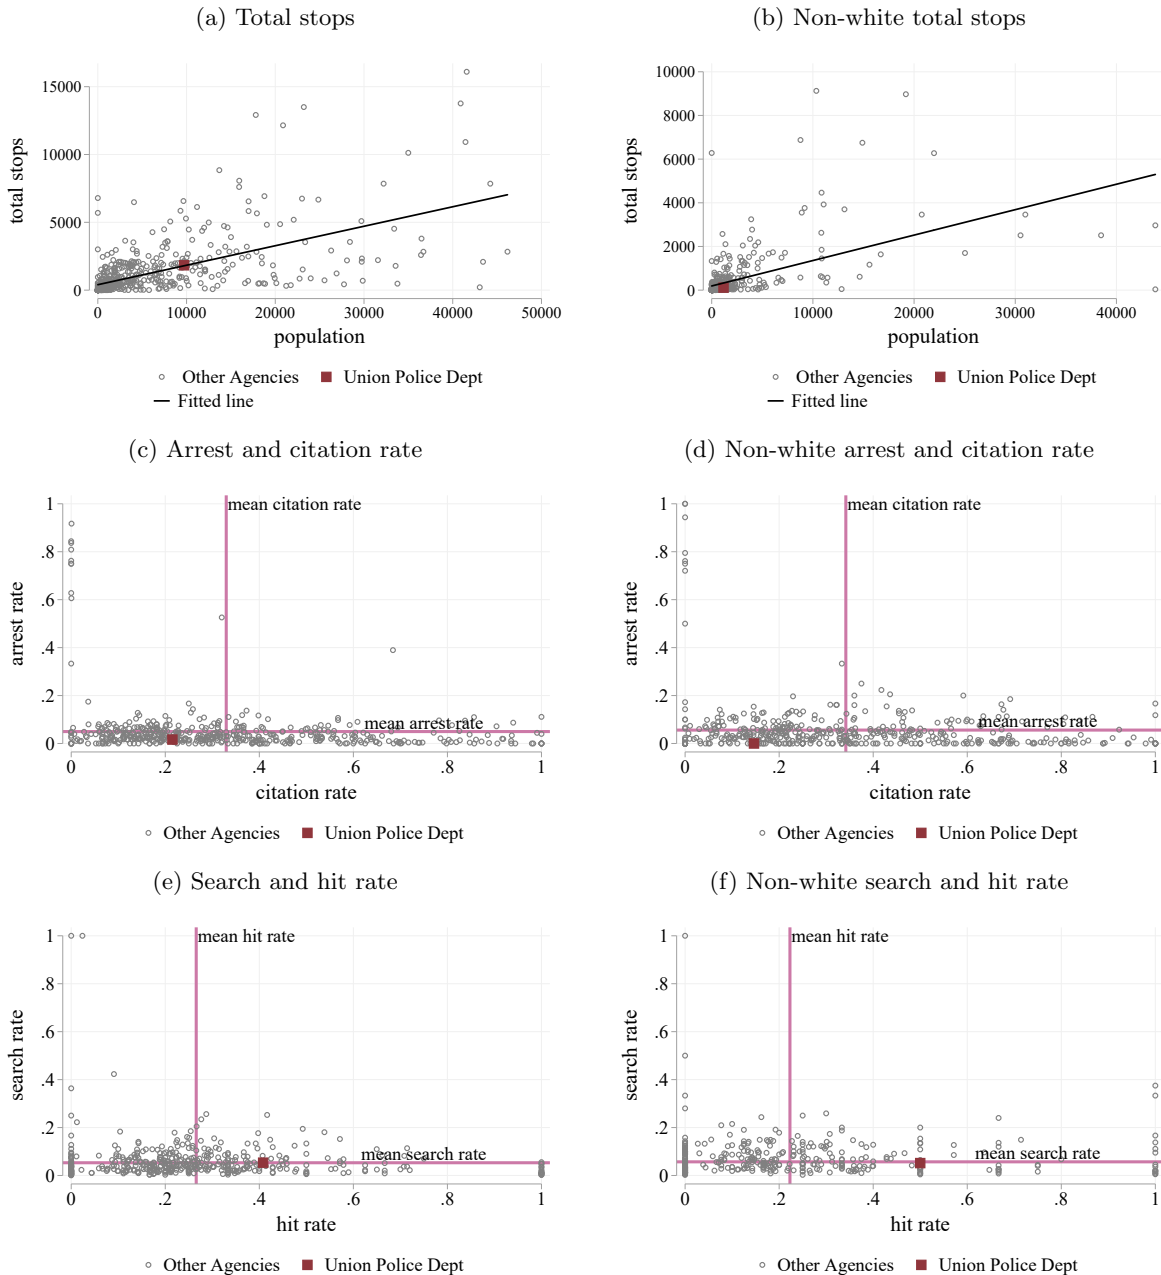 (a) Total stops
(b) Non-white total stops
total stops
15000
10000
5000
0
0 10000 20000 30000 40000 50000
population
Other Agencies Union Police Dept
Fitted line
total stops
10000
8000
6000
4000
2000
0
0 10000 20000 30000 40000
population
Other Agencies Union Police Dept
Fitted line
(c) Arrest and citation rate
(d) Non-white arrest and citation rate
arrest rate
1
.8
.6
.4
.2
0
mean citation rate
mean arrest rate
0 .2 .4 .6 .8 1
citation rate
Other Agencies Union Police Dept
arrest rate
1
.8
.6
.4
.2
0
mean citation rate
mean arrest rate
0 .2 .4 .6 .8 1
citation rate
Other Agencies Union Police Dept
(e) Search and hit rate
(f) Non-white search and hit rate
search rate
1
.8
.6
.4
.2
0
mean hit rate
mean search rate
0 .2 .4 .6 .8 1
hit rate
Other Agencies Union Police Dept
search rate
1
.8
.6
.4
.2
0
mean hit rate
mean search rate
0 .2 .4 .6 .8 1
hit rate
Other Agencies Union Police Dept